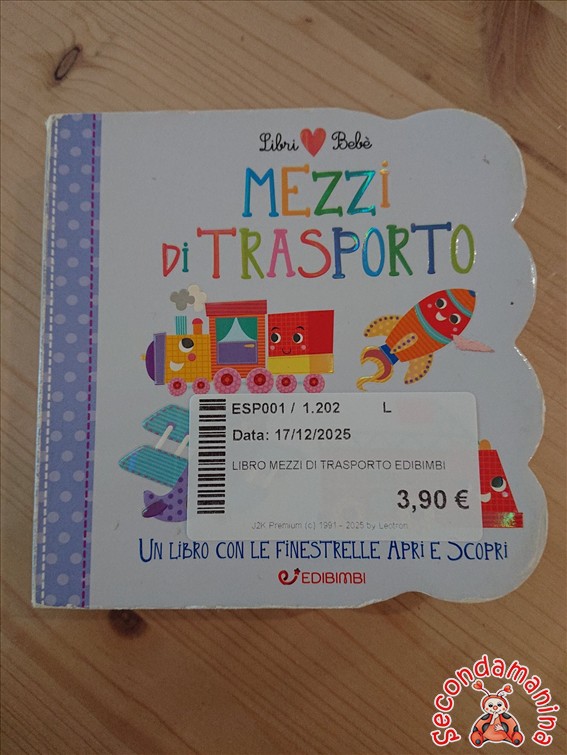 Libri Bebè
MEZZI
Di TRASPORTO
ESP001 / 1.202 L
Data: 17/12/2025
LIBRO MEZZI DI TRASPORTO EDIBIMBI
3,90 €
J2K Premium (c) 1991 - 2025 by Lectron
UN LIBRO CON LE FINESTRELLE APRI E SCOPRI
EDIBIMBI
secondamanina